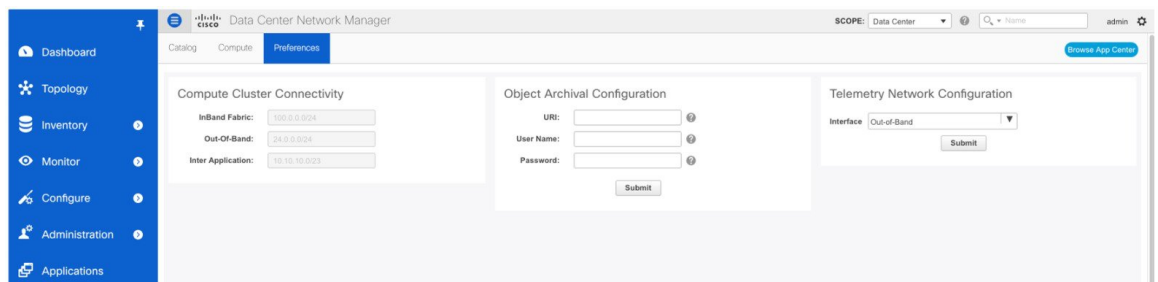 cisco Data Center Network Manager
SCOPE: Data Center
Name
admin
Dashboard
Topology
Inventory
Monitor
Configure
Administration
Applications
Catalog Compute Preferences
Browse App Center
Compute Cluster Connectivity
InBand Fabric: 100.0.0.0/24
Out-Of-Band: 24.0.0.0/24
Inter Application: 10.10.10.0/23
Object Archival Configuration
URI:
User Name:
Password:
Submit
Telemetry Network Configuration
Interface Out-of-Band
Submit